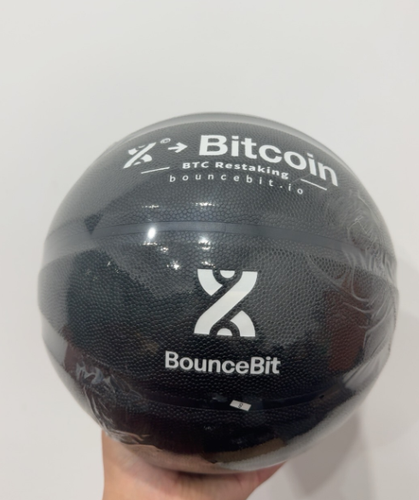 → Bitcoin
BTC Restaking
bouncebit.io
BounceBit